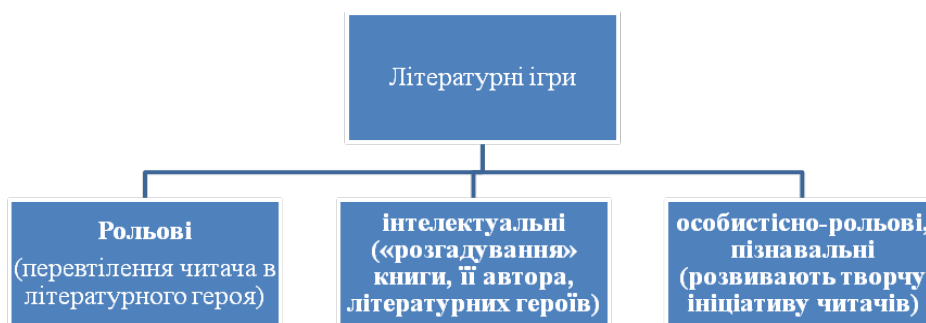 Літературні ігри
Рольові
(перевтілення читача в
літературного героя)
інтелектуальні
(«розгадування»
книги, її автора,
літературних героїв)
особистісно-рольові,
пізнавальні
(розвивають творчу
ініціативу читачів)